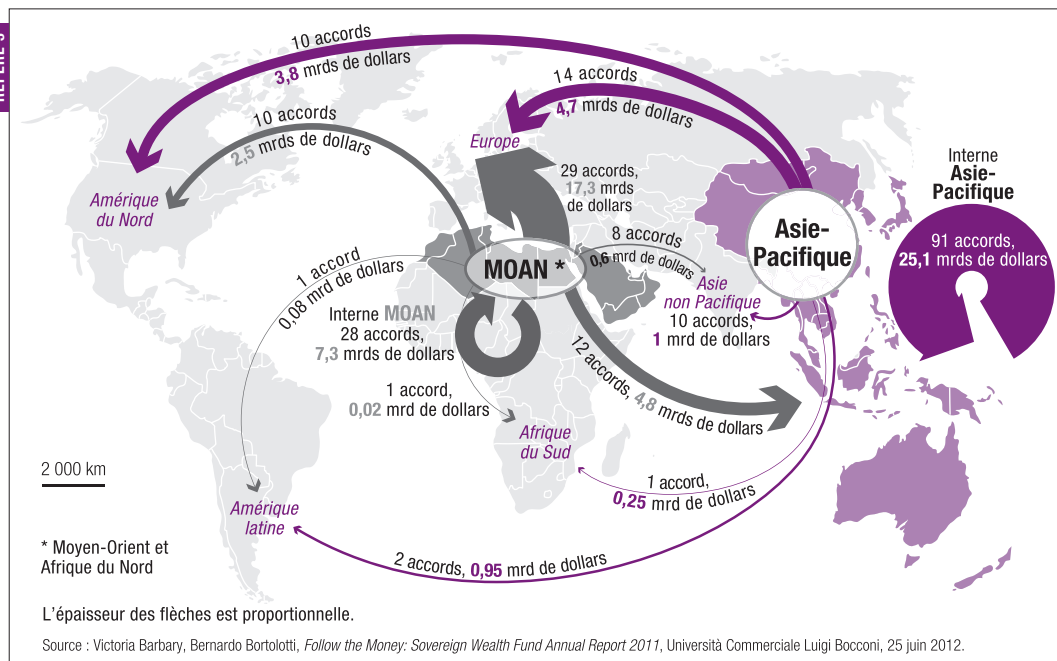 10 accords
3,8 mrds de dollars
14 accords
4,7 mrds de dollars
10 accords
2,5 mrds de dollars
Europe
Amérique
du Nord
29 accords,
17,3 mrds
de dollars
Interne
Asie-
Pacifique
91 accords,
25,1 mrds de dollars
Asie-
Pacifique
8 accords
0,6 mrd de dollars
MOAN *
Asie
non Pacifique
10 accords,
1 mrd de dollars
1 accord
0,08 mrd de dollars
Interne MOAN
28 accords,
7,3 mrds de dollars
1 accord,
0,02 mrd de dollars
12 accords, 4,8 mrds de dollars
Afrique
du Sud
2 000 km
1 accord,
0,25 mrd de dollars
Amérique
latine
2 accords, 0,95 mrd de dollars
* Moyen-Orient et
Afrique du Nord
L'épaisseur des flèches est proportionnelle.
Source : Victoria Barbary, Bernardo Bortolotti, Follow the Money: Sovereign Wealth Fund Annual Report 2011, Università Commerciale Luigi Bocconi, 25 juin 2012.